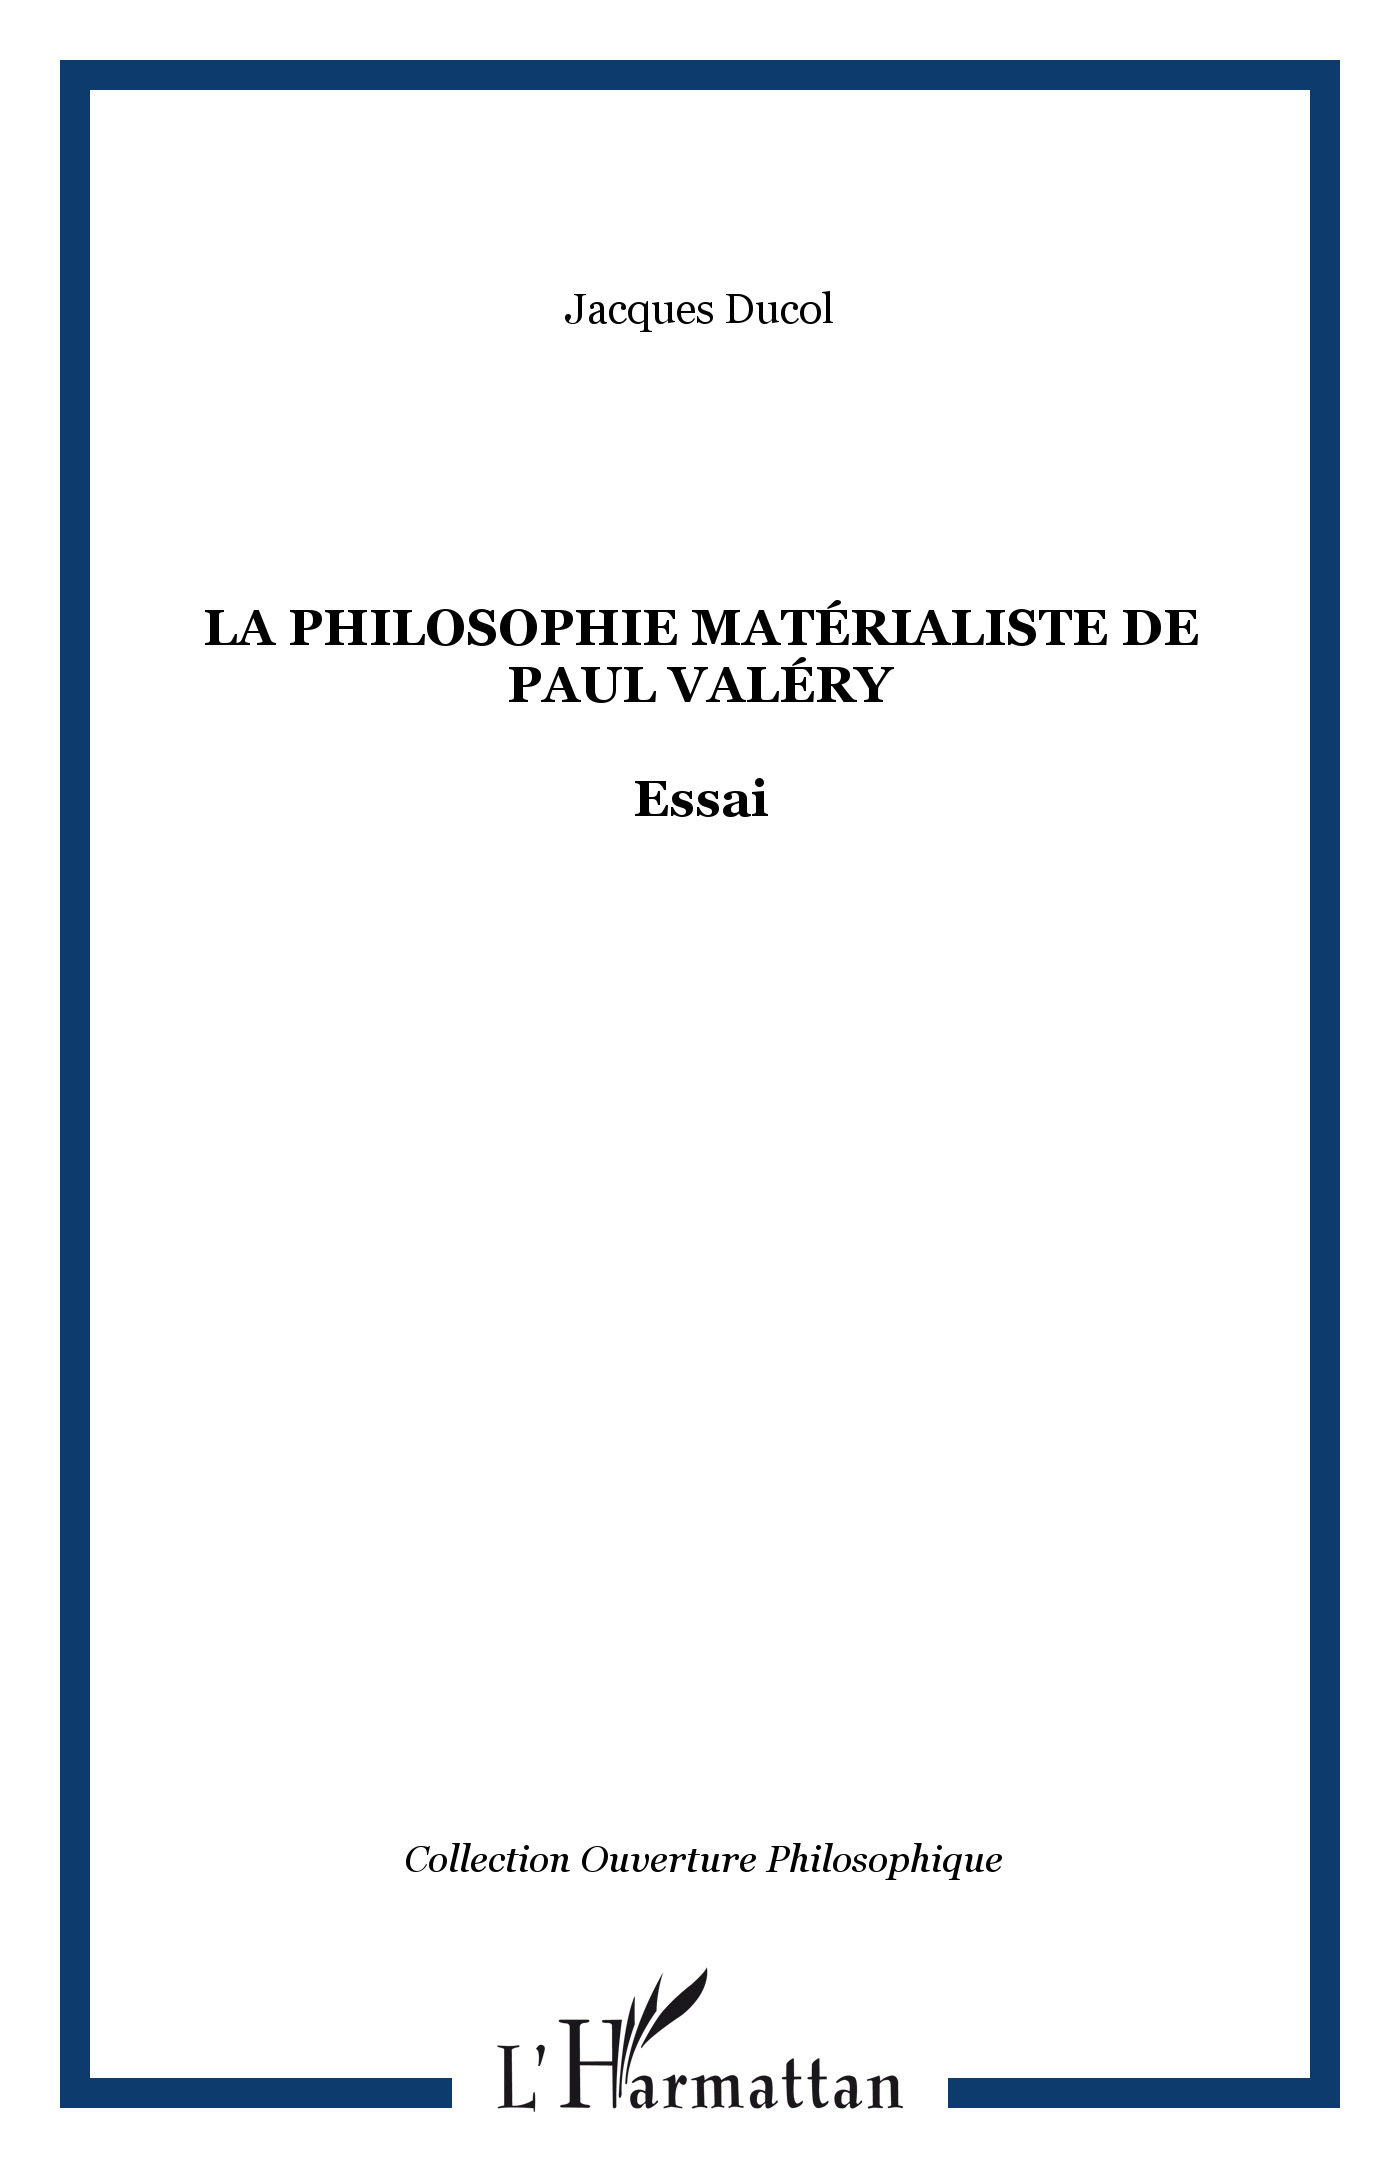 Jacques Ducol
LA PHILOSOPHIE MATÉRIALISTE DE
PAUL VALÉRY
Essai
Collection Ouverture Philosophique
L'Harmattan